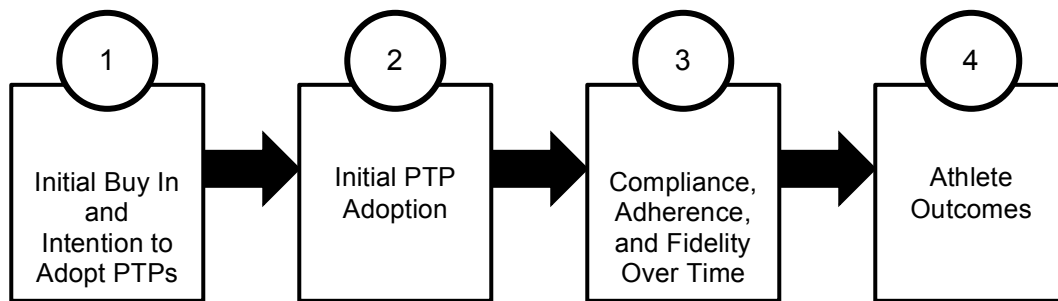 1
Initial Buy In
and
Intention to
Adopt PTPs
2
Initial PTP
Adoption
3
Compliance,
Adherence,
and Fidelity
Over Time
4
Athlete
Outcomes